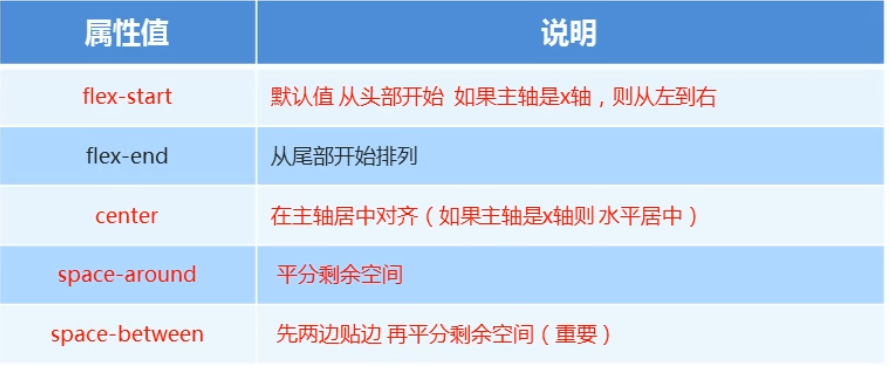 属性值 说明
flex-start 默认值 从头部开始 如果主轴是x轴，则从左到右
flex-end 从尾部开始排列
center 在主轴居中对齐（如果主轴是x轴则 水平居中）
space-around 平分剩余空间
space-between 先两边贴边 再平分剩余空间（重要）